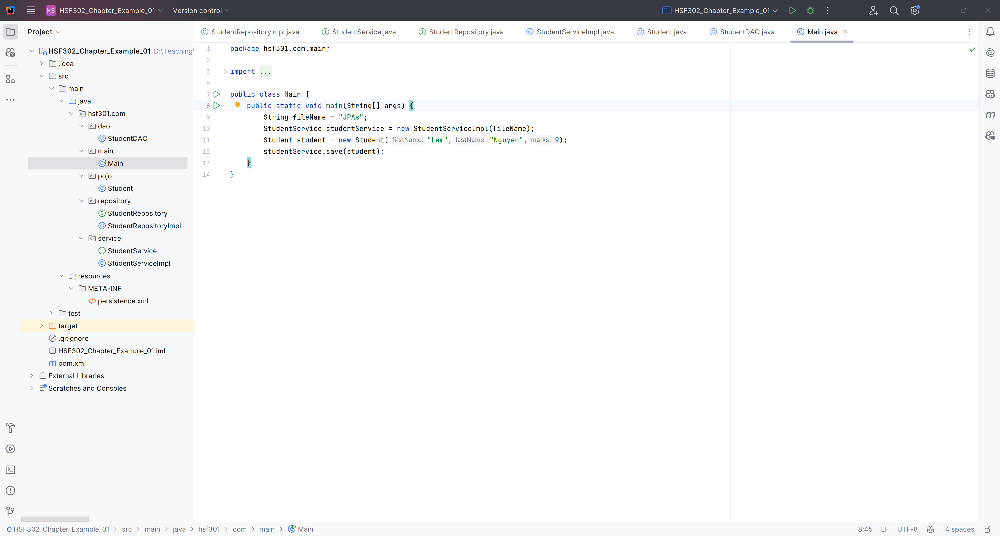 HS HSF302_Chapter_Example_01 Version control HSF302_Chapter_Example_01
Project
StudentRepositoryImpl.java StudentService.java StudentRepository.java StudentServiceImpl.java Student.java StudentDAO.java Main.java
HSF302_Chapter_Example_01 D:\Teaching\
.idea
src
main
java
hsf301.com
dao
StudentDAO
main
Main
pojo
Student
repository
StudentRepository
StudentRepositoryImpl
service
StudentService
StudentServiceImpl
resources
META-INF
persistence.xml
test
target
.gitignore
HSF302_Chapter_Example_01.iml
pom.xml
External Libraries
Scratches and Consoles
1 package hsf301.com.main;
2
3 import ...
6
7 public class Main {
8 public static void main(String[] args) {
9 String fileName = "JPAs";
10 StudentService studentService = new StudentServiceImpl(fileName);
11 Student student = new Student( firstName: "Lam", lastName: "Nguyen", marks: 9);
12 studentService.save(student);
13 }
14 }
HSF302_Chapter_Example_01 > src > main > java > hsf301 > com > main > Main
8:45 LF UTF-8 4 spaces